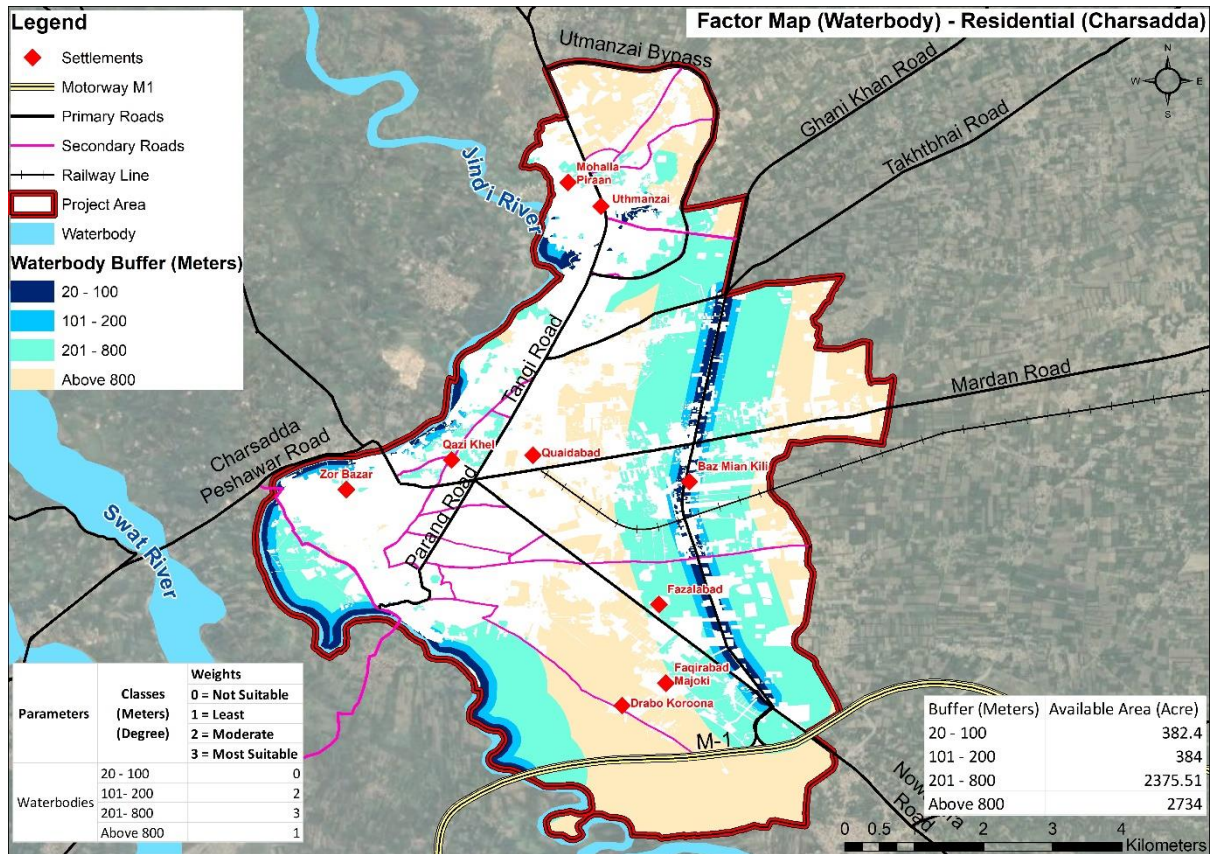 Factor Map (Waterbody) - Residential (Charsadda)
Legend
Settlements
Motorway M1
Primary Roads
Secondary Roads
Railway Line
Project Area
Waterbody
Waterbody Buffer (Meters)
20 - 100
101 - 200
201 - 800
Above 800
N
W E
S
Utmanzai Bypass
Ghani Khan Road
Takhtbhai Road
Jindi River
Mohalla
Piraan
Uthmanzai
Tangi Road
Mardan Road
Charsadda
Peshawar Road
Qazi Khel
Quaidabad
Zor Bazar
Baz Mian Kili
Parang Road
Swat River
Fazalabad
Faqirabad
Majoki
Drabo Koroona
M-1
Road
Parameters
Classes
(Meters)
(Degree)
Weights
0 = Not Suitable
1 = Least
2 = Moderate
3 = Most Suitable
Waterbodies
20 - 100 0
101- 200 2
201- 800 3
Above 800 1
Buffer (Meters) Available Area (Acre)
20 - 100 382.4
101 - 200 384
201 - 800 2375.51
Above 800 2734
0 0.5 1 2 3 4
Kilometers